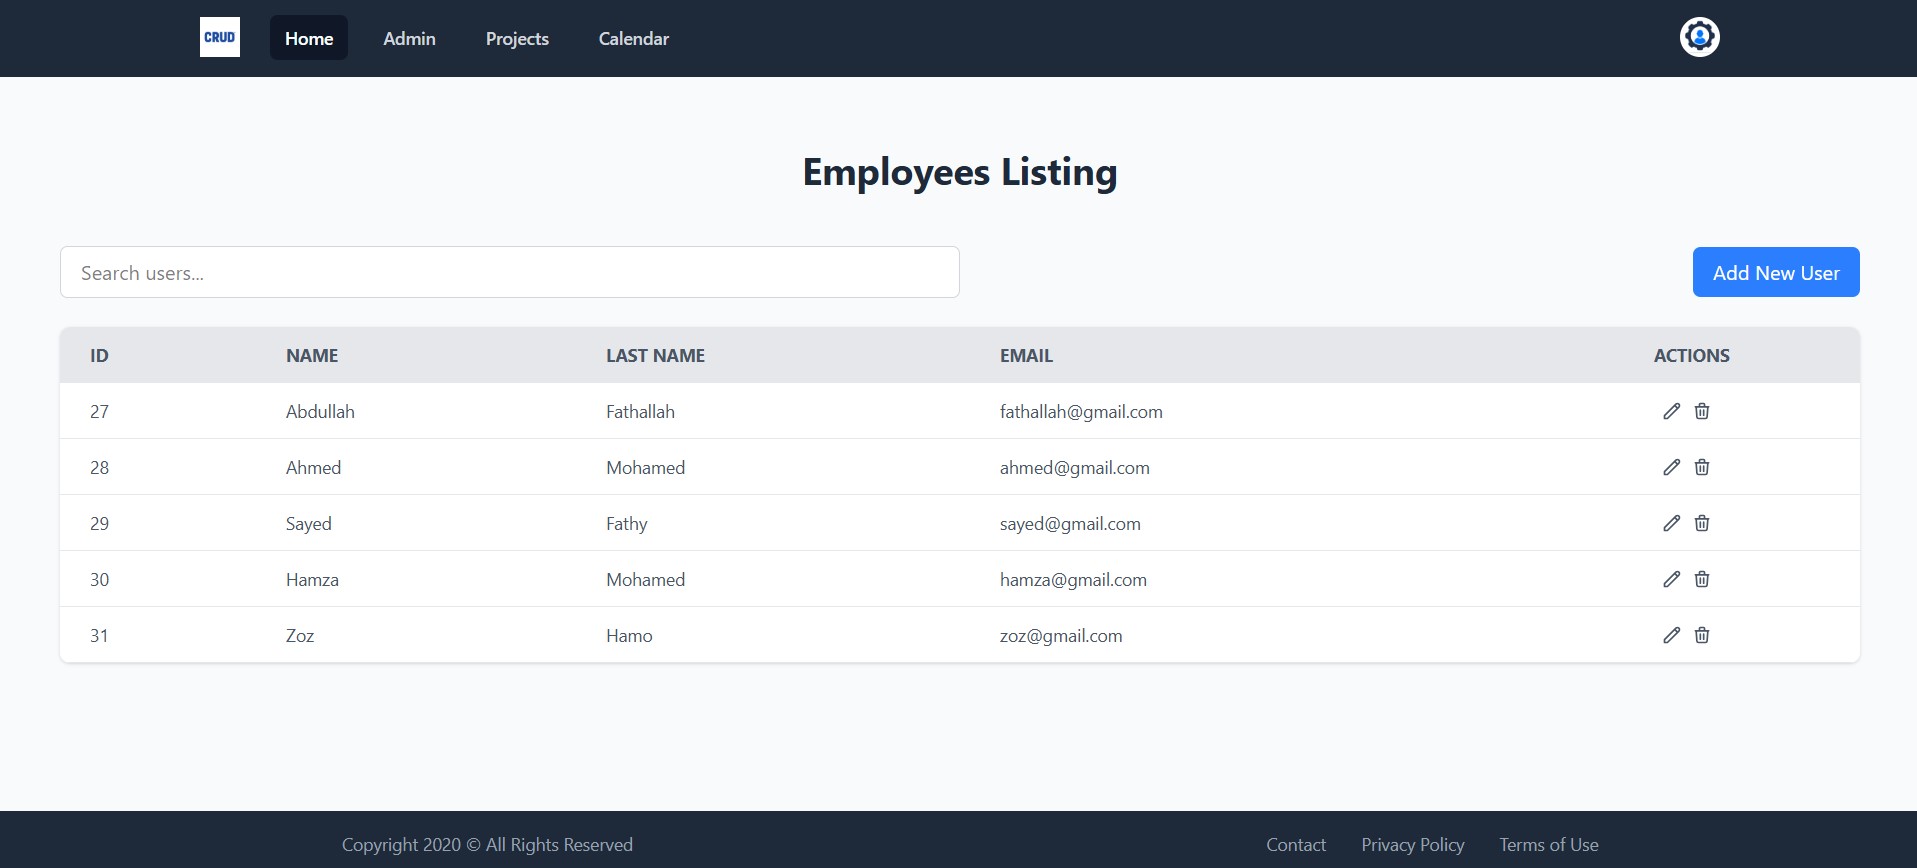 CRUD Home Admin Projects Calendar
Employees Listing
Search users...
Add New User
ID NAME LAST NAME EMAIL ACTIONS
27 Abdullah Fathallah fathallah@gmail.com
28 Ahmed Mohamed ahmed@gmail.com
29 Sayed Fathy sayed@gmail.com
30 Hamza Mohamed hamza@gmail.com
31 Zoz Hamo zoz@gmail.com
Copyright 2020 © All Rights Reserved Contact Privacy Policy Terms of Use